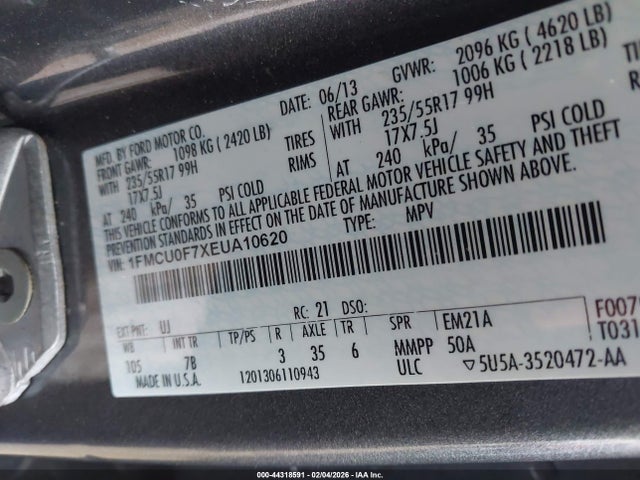 MFD. BY FORD MOTOR CO. DATE: 06/13 GVWR: 2096 KG ( 4620 LB)
FRONT GAWR: 1098 KG ( 2420 LB) REAR GAWR: 1006 KG ( 2218 LB)
WITH 235/55R17 99H TIRES WITH 235/55R17 99H
17X7.5J RIMS 17X7.5J
AT 240 kPa/ 35 PSI COLD AT 240 kPa/ 35 PSI COLD
THIS VEHICLE CONFORMS TO ALL APPLICABLE FEDERAL MOTOR VEHICLE SAFETY AND THEFT
PREVENTION STANDARDS IN EFFECT ON THE DATE OF MANUFACTURE SHOWN ABOVE.
VIN: 1FMCU0F7XEUA10620 TYPE: MPV
F007
T031
EXT PNT: UJ RC: 21 DSO:
WB INT TR TP/PS R AXLE TR SPR EM21A
105 7B 3 35 6 MMPP 50A
MADE IN U.S.A. 1201306110943 ULC ▽5U5A-3520472-AA
000-44318591 - 02/04/2026 - IAA Inc.